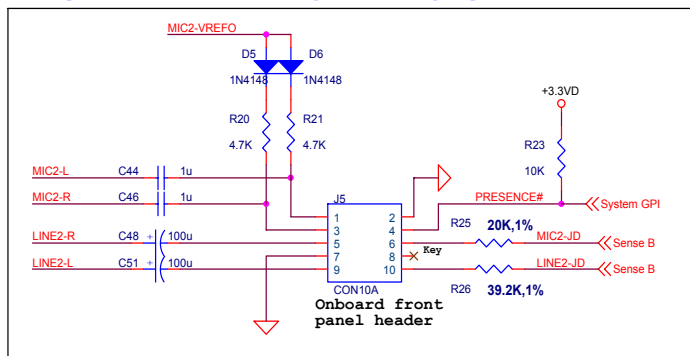 MIC2-VREFO
D5 D6
1N4148 1N4148
+3.3VD
R20 R21
4.7K 4.7K
R23
10K
MIC2-L C44 1u
MIC2-R C46 1u
J5
PRESENCE# System GPI
1 2
3 4
R25 20K,1%
LINE2-R C48 + 100u
5 6 Key MIC2-JD Sense B
7 8
LINE2-L C51 + 100u
9 10 LINE2-JD Sense B
CON10A
R26 39.2K,1%
Onboard front
panel header